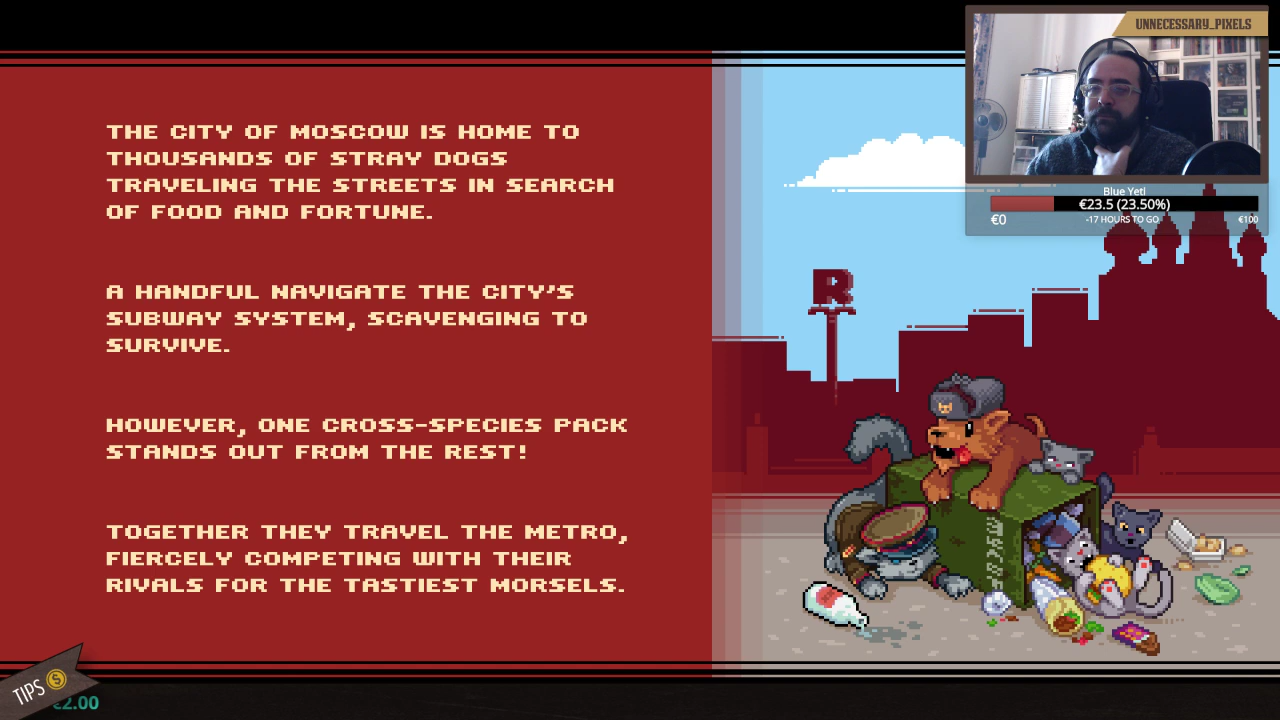 UNNECESSARY_PIXELS
THE CITY OF MOSCOW IS HOME TO
THOUSANDS OF STRAY DOGS
TRAVELING THE STREETS IN SEARCH
OF FOOD AND FORTUNE.
A HANDFUL NAVIGATE THE CITY'S
SUBWAY SYSTEM, SCAVENGING TO
SURVIVE.
HOWEVER, ONE CROSS-SPECIES PACK
STANDS OUT FROM THE REST!
TOGETHER THEY TRAVEL THE METRO,
FIERCELY COMPETING WITH THEIR
RIVALS FOR THE TASTIEST MORSELS.
Blue Yeti
€23.5 (23.50%)
€0
-17 HOURS TO GO
€100
R
TIPS
€2.00